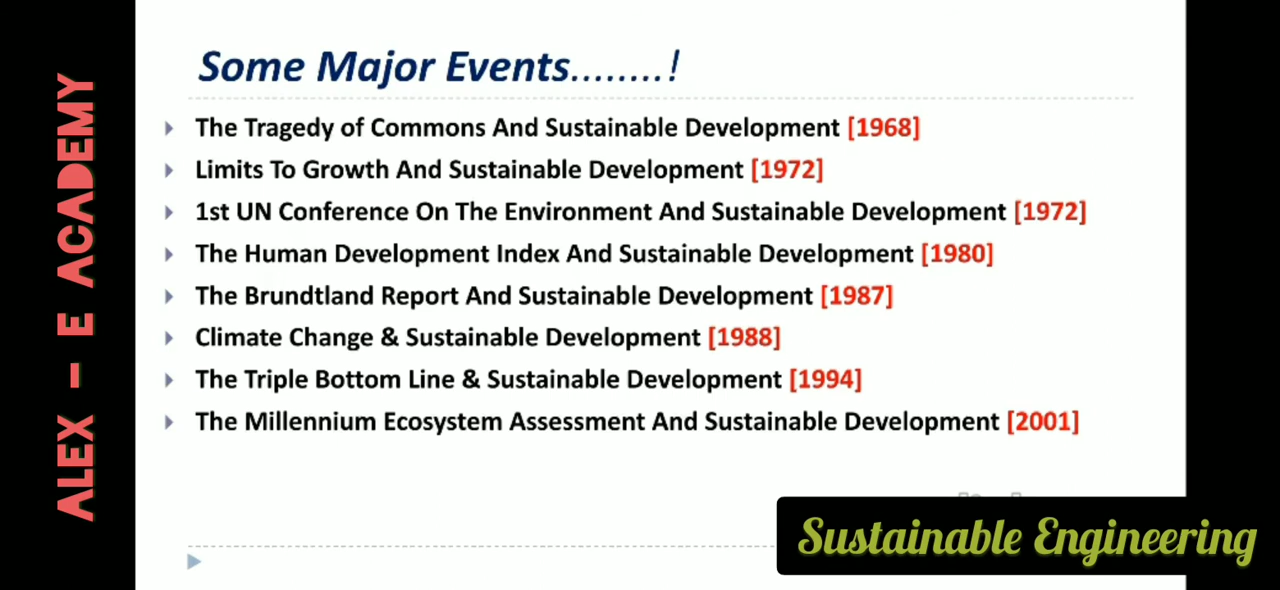 ALEX - E ACADEMY
Some Major Events........!
The Tragedy of Commons And Sustainable Development [1968]
Limits To Growth And Sustainable Development [1972]
1st UN Conference On The Environment And Sustainable Development [1972]
The Human Development Index And Sustainable Development [1980]
The Brundtland Report And Sustainable Development [1987]
Climate Change & Sustainable Development [1988]
The Triple Bottom Line & Sustainable Development [1994]
The Millennium Ecosystem Assessment And Sustainable Development [2001]
Sustainable Engineering